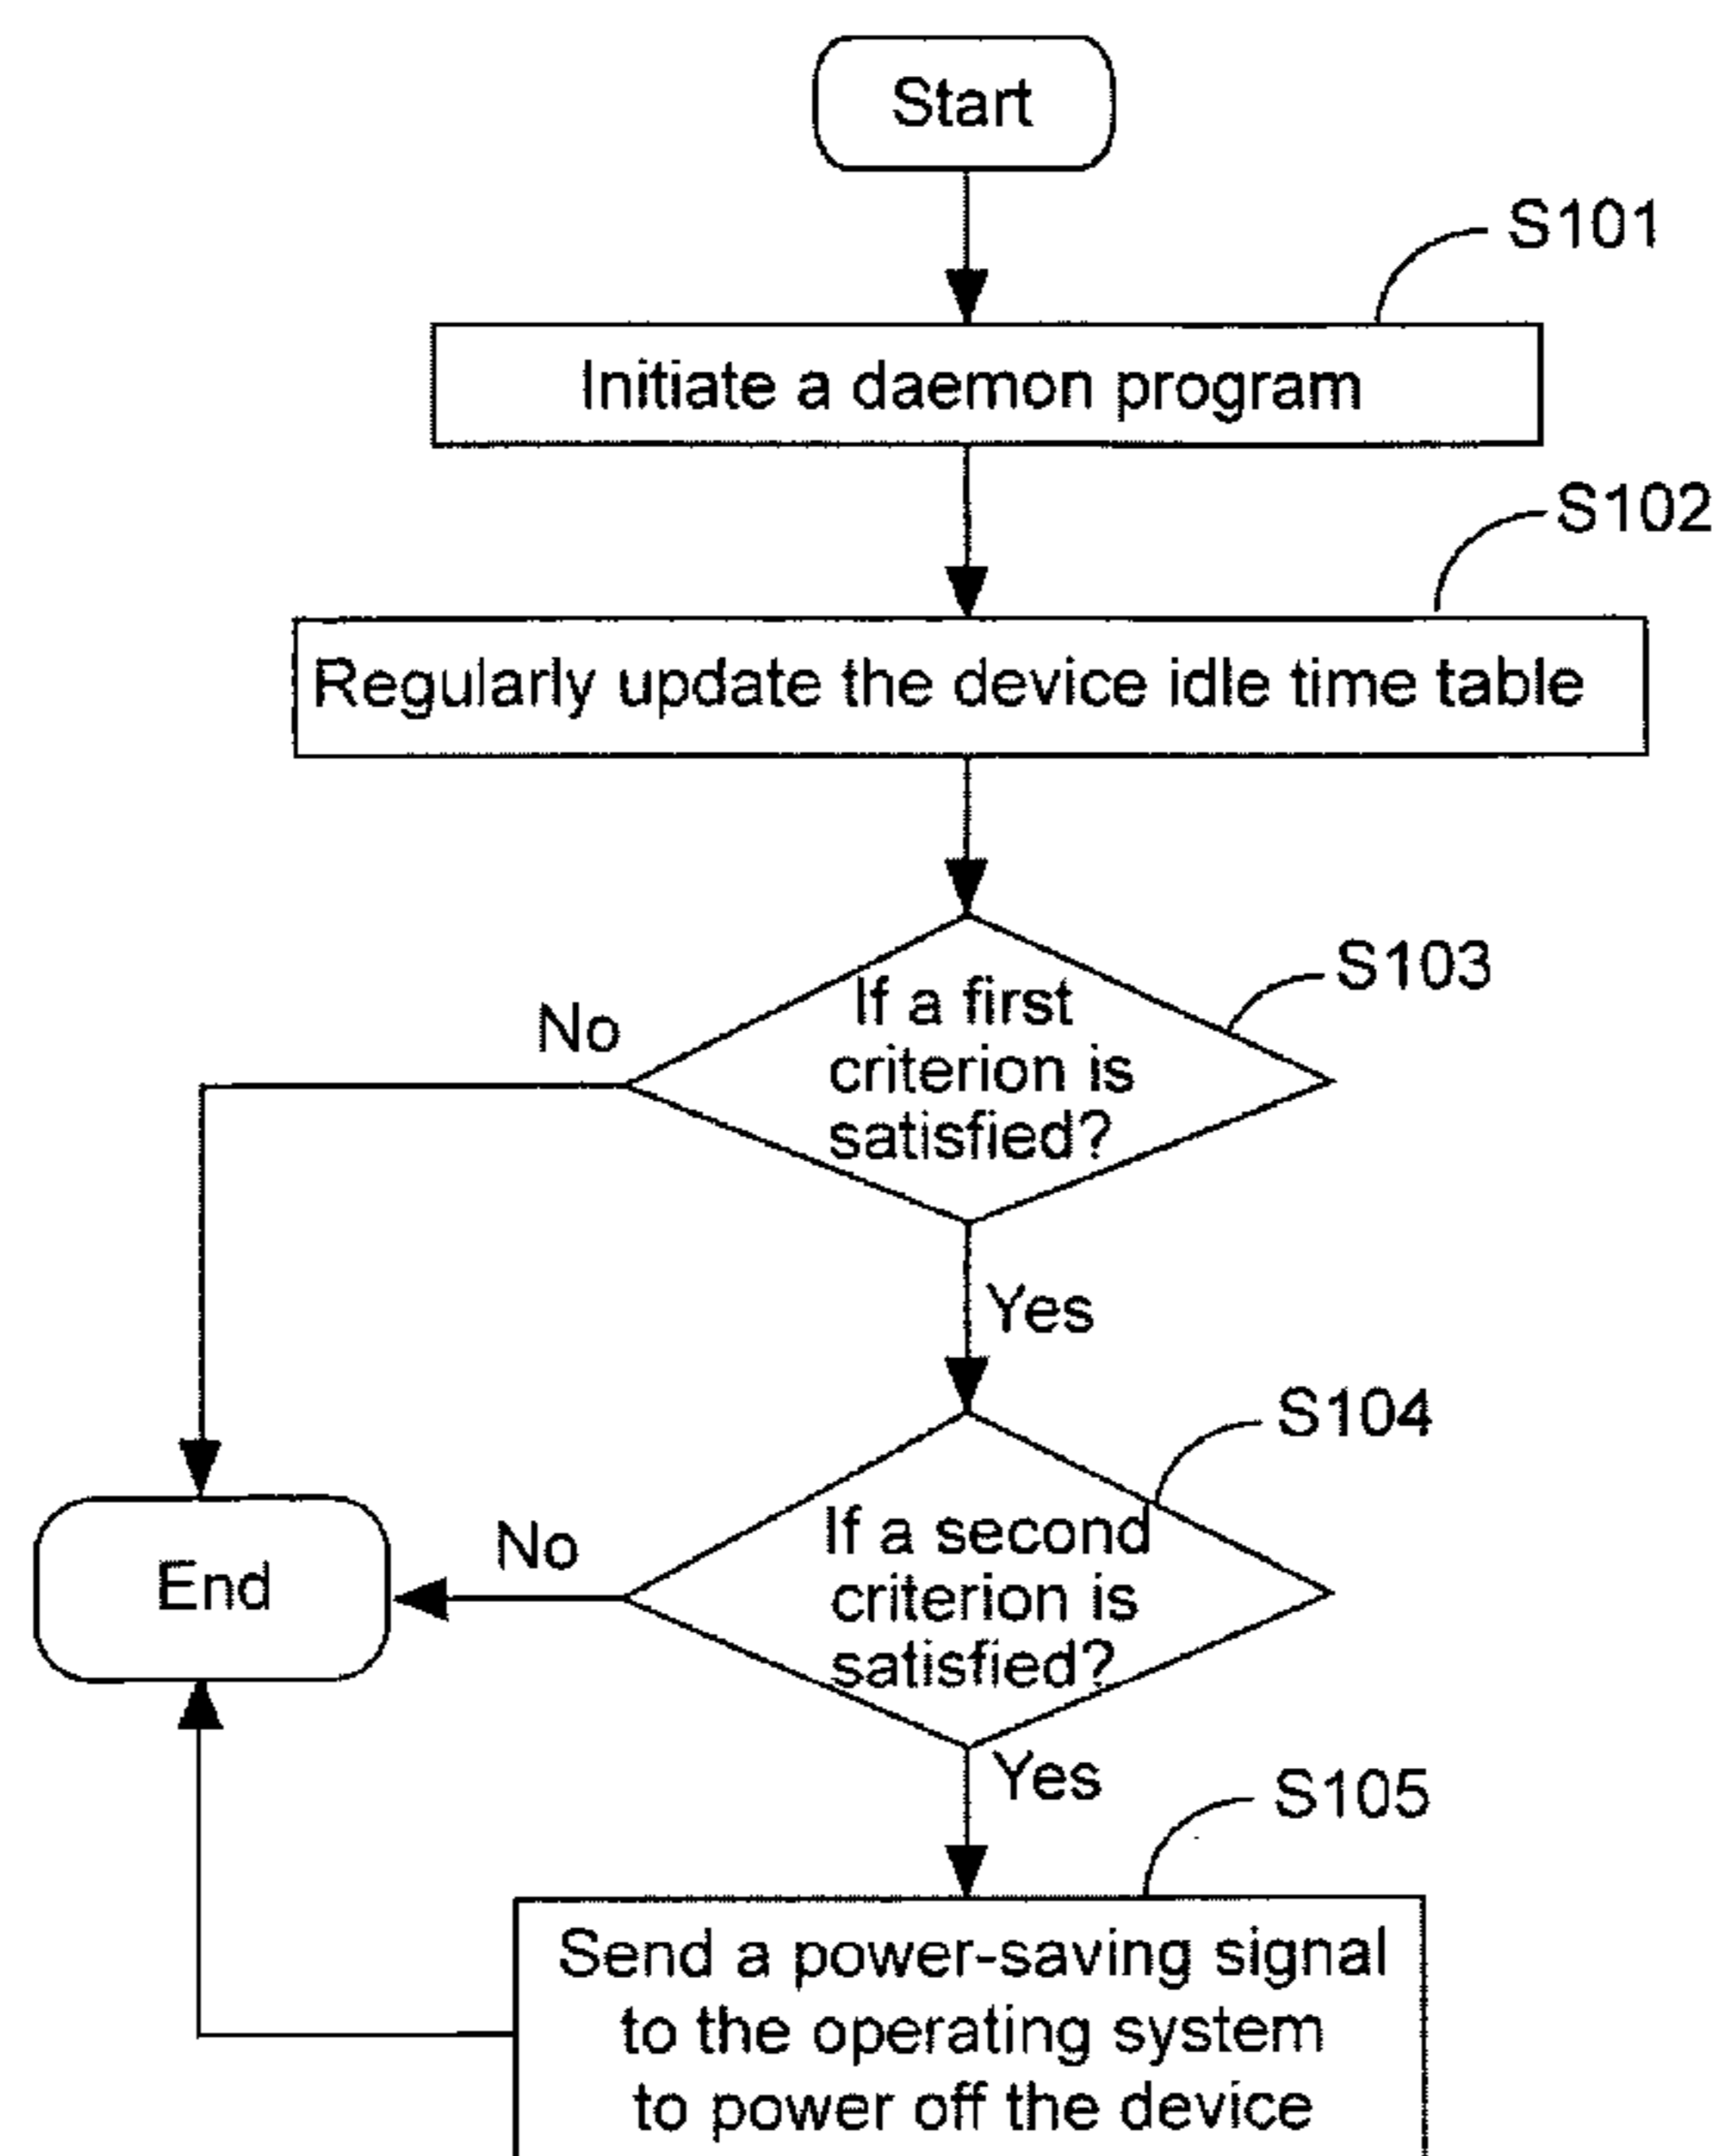 Start
S101
Initiate a daemon program
S102
Regularly update the device idle time table
S103
If a first
criterion is
satisfied?
No
Yes
S104
If a second
criterion is
satisfied?
No
End
Yes
S105
Send a power-saving signal
to the operating system
to power off the device